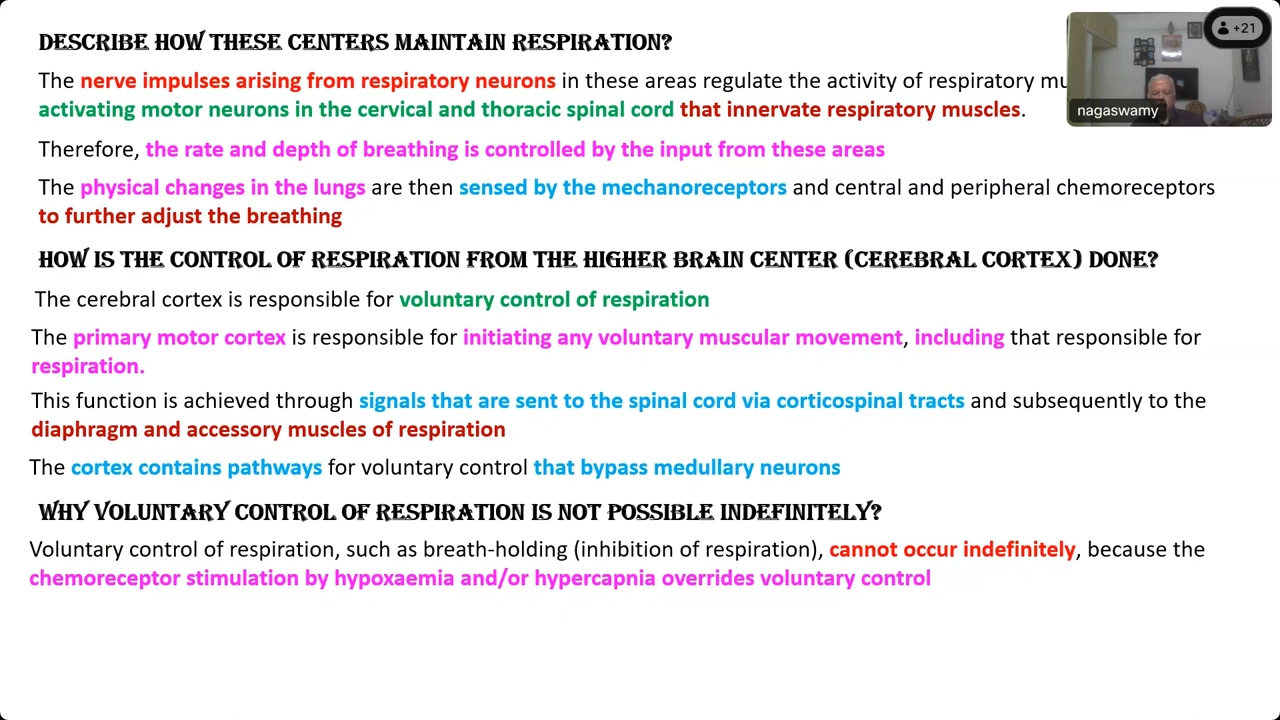 DESCRIBE HOW THESE CENTERS MAINTAIN RESPIRATION?
+21
The nerve impulses arising from respiratory neurons in these areas regulate the activity of respiratory
activating motor neurons in the cervical and thoracic spinal cord that innervate respiratory muscles.
nagaswamy
Therefore, the rate and depth of breathing is controlled by the input from these areas
The physical changes in the lungs are then sensed by the mechanoreceptors and central and peripheral chemoreceptors
to further adjust the breathing
HOW IS THE CONTROL OF RESPIRATION FROM THE HIGHER BRAIN CENTER (CEREBRAL CORTEX) DONE?
The cerebral cortex is responsible for voluntary control of respiration
The primary motor cortex is responsible for initiating any voluntary muscular movement, including that responsible for
respiration.
This function is achieved through signals that are sent to the spinal cord via corticospinal tracts and subsequently to the
diaphragm and accessory muscles of respiration
The cortex contains pathways for voluntary control that bypass medullary neurons
WHY VOLUNTARY CONTROL OF RESPIRATION IS NOT POSSIBLE INDEFINITELY?
Voluntary control of respiration, such as breath-holding (inhibition of respiration), cannot occur indefinitely, because the
chemoreceptor stimulation by hypoxaemia and/or hypercapnia overrides voluntary control